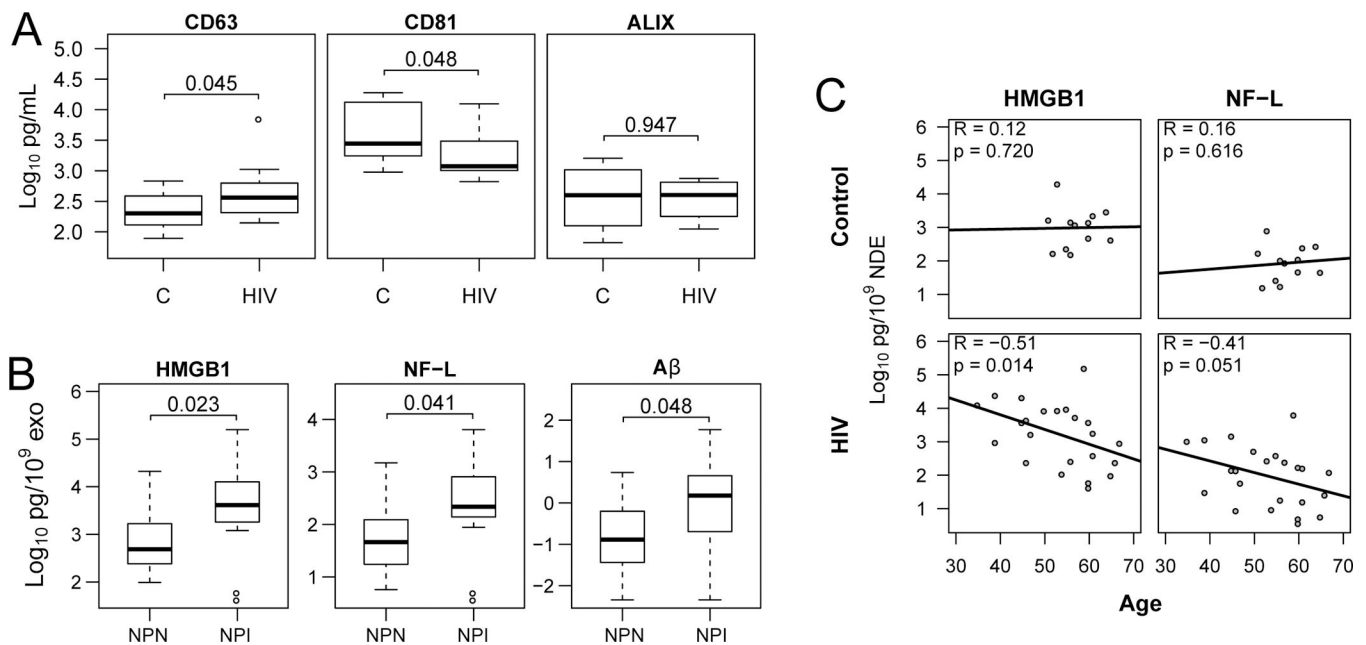 A
CD63 CD81 ALIX
Log₁₀ pg/mL
5.0
4.5
4.0
3.5
3.0
2.5
2.0
0.045
0.048
0.947
C HIV C HIV C HIV
B
HMGB1 NF-L Aβ
Log₁₀ pg/10⁹ exo
6
5
4
3
2
0.023
4
3
2
1
0.041
2
1
0
−1
−2
0.048
NPN NPI NPN NPI NPN NPI
C
HMGB1 NF−L
Log₁₀ pg/10⁹ NDE
Control
6
5
4
3
2
1
R = 0.12
p = 0.720
R = 0.16
p = 0.616
HIV
6
5
4
3
2
1
R = −0.51
p = 0.014
R = −0.41
p = 0.051
30 40 50 60 70 30 40 50 60 70
Age